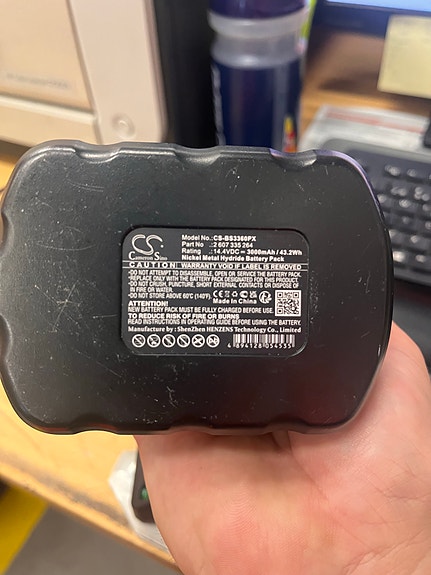 CS
Cameron Sino
Model No.:CS-BS3360PX
Part No :2 607 335 264
Rating :14.4VDC ⎓ 3000mAh / 43.2Wh
Nickel Metal Hydride Battery Pack
CAUTION: WARRANTY VOID IF LABEL IS REMOVED
•DO NOT ATTEMPT TO DISASSEMBLE, OPEN OR SERVICE THE BATTERY.
•REPLACE ONLY WITH THE BATTERY PACK DESIGNATED FOR THIS PRODUCT.
•DO NOT CRUSH, PUNCTURE, SHORT EXTERNAL CONTACTS OR DISPOSE OF
IN FIRE OR WATER.
•DO NOT STORE ABOVE 60°C (140°F). CE Made In China
ATTENTION!
NEW BATTERY PACK MUST BE FULLY CHARGED BEFORE USE.
TO REDUCE RISK OF FIRE OR BURNS
READ INSTRUCTIONS IN OPERATING GUIDE BEFORE USING THE BATTERY.
Manufacture by : ShenZhen HENZENS Technology Co., Limited